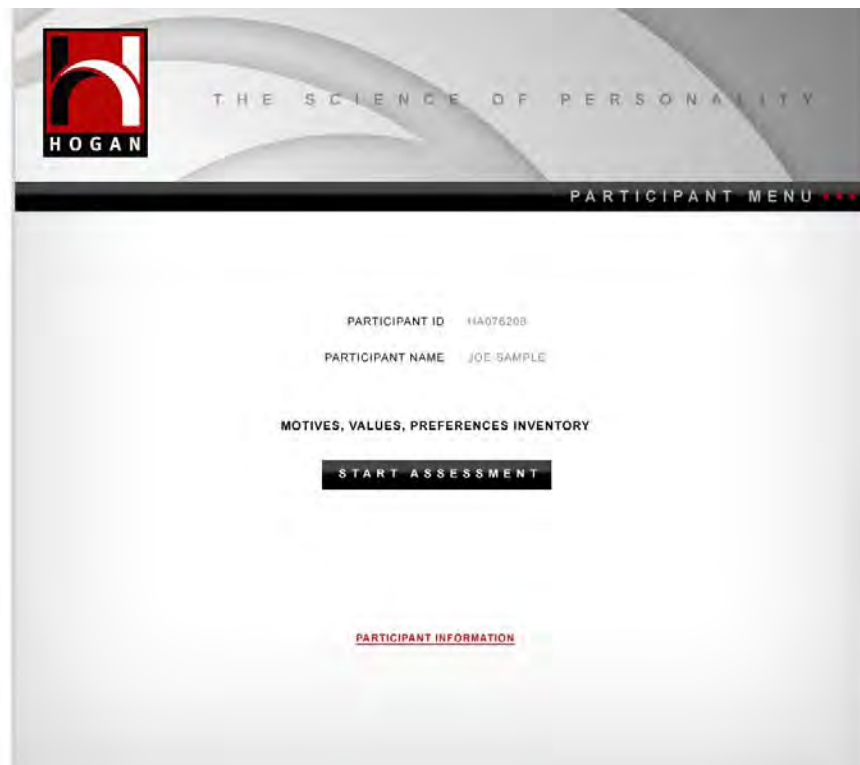 HOGAN
THE SCIENCE OF PERSONALITY
PARTICIPANT MENU
PARTICIPANT ID
PARTICIPANT NAME JOE SAMPLE
MOTIVES, VALUES, PREFERENCES INVENTORY
START ASSESSMENT
PARTICIPANT INFORMATION